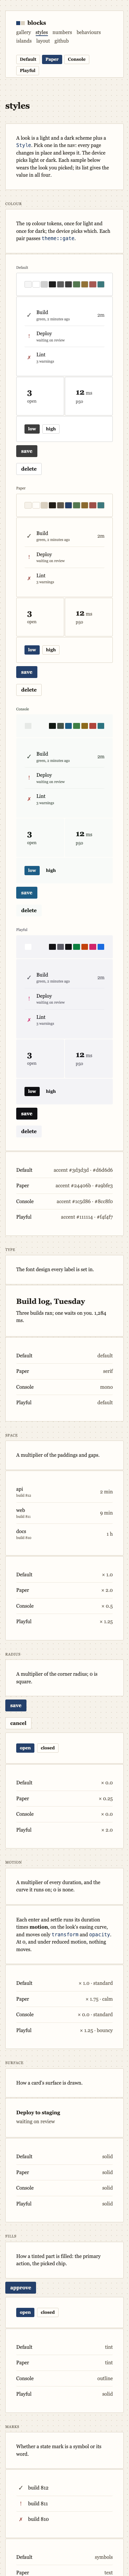 blocks
gallery styles numbers behaviours
islands layout github
Default Paper Console
Playful
styles
A look is a light and dark scheme plus a
Style. Pick one in the bar: every page
changes in place and keeps it. The device
picks light or dark. Each sample below
wears the look you picked; its list gives the
value in all four.
COLOUR
The 19 colour tokens, once for light and
once for dark; the device picks which. Each
pair passes theme::gate.
Default
✓ Build 2m
green, 2 minutes ago
! Deploy
waiting on review
✗ Lint
3 warnings
3 12 ms
open p50
low high
save
delete
Paper
✓ Build 2m
green, 2 minutes ago
! Deploy
waiting on review
✗ Lint
3 warnings
3 12 ms
open p50
low high
save
delete
Console
✓ Build 2m
green, 2 minutes ago
! Deploy
waiting on review
✗ Lint
3 warnings
3 12 ms
open p50
low high
save
delete
Playful
✓ Build 2m
green, 2 minutes ago
! Deploy
waiting on review
✗ Lint
3 warnings
3 12 ms
open p50
low high
save
delete
Default
Paper
Console
Playful
TYPE
The font design every label is set in.
Build log, Tuesday
Three builds ran; one waits on you. 1,284
ms.
Default default
Paper serif
Console mono
Playful default
SPACE
A multiplier of the paddings and gaps.
api 2 min
build 812
web 9 min
build 811
docs 1 h
build 810
Default × 1.0
Paper × 2.0
Console × 0.5
Playful × 1.25
RADIUS
A multiplier of the corner radius; 0 is
square.
save
cancel
open closed
Default × 0.0
Paper × 0.25
Console × 0.0
Playful × 2.0
MOTION
A multiplier of every duration, and the
curve it runs on; 0 is none.
Each enter and settle runs its duration
times motion, on the look's easing curve,
and moves only transform and opacity.
At 0, and under reduced motion, nothing
moves.
Default × 1.0 · standard
Paper × 1.75 · calm
Console × 0.0 · standard
Playful × 1.25 · bouncy
SURFACE
How a card's surface is drawn.
Deploy to staging
waiting on review
Default solid
Paper solid
Console solid
Playful solid
FILLS
How a tinted part is filled: the primary
action, the picked chip.
approve
open closed
Default tint
Paper tint
Console outline
Playful solid
MARKS
Whether a state mark is a symbol or its
word.
✓ build 812
! build 811
✗ build 810
Default symbols
Paper text